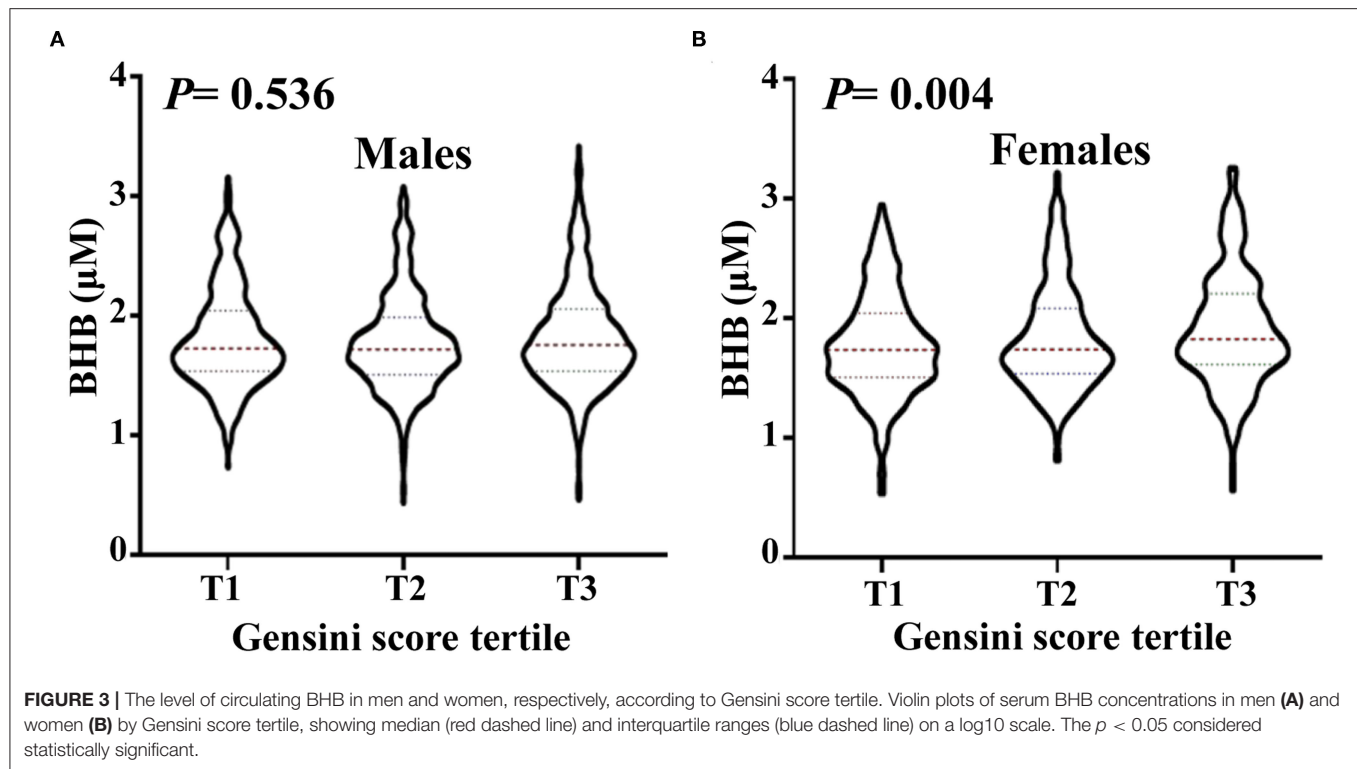 A
B
P= 0.536
P= 0.004
Males
Females
BHB (μM)
4
3
2
1
0
T1 T2 T3
Gensini score tertile
BHB (μM)
4
3
2
1
0
T1 T2 T3
Gensini score tertile
FIGURE 3 | The level of circulating BHB in men and women, respectively, according to Gensini score tertile. Violin plots of serum BHB concentrations in men (A) and
women (B) by Gensini score tertile, showing median (red dashed line) and interquartile ranges (blue dashed line) on a log10 scale. The p < 0.05 considered
statistically significant.